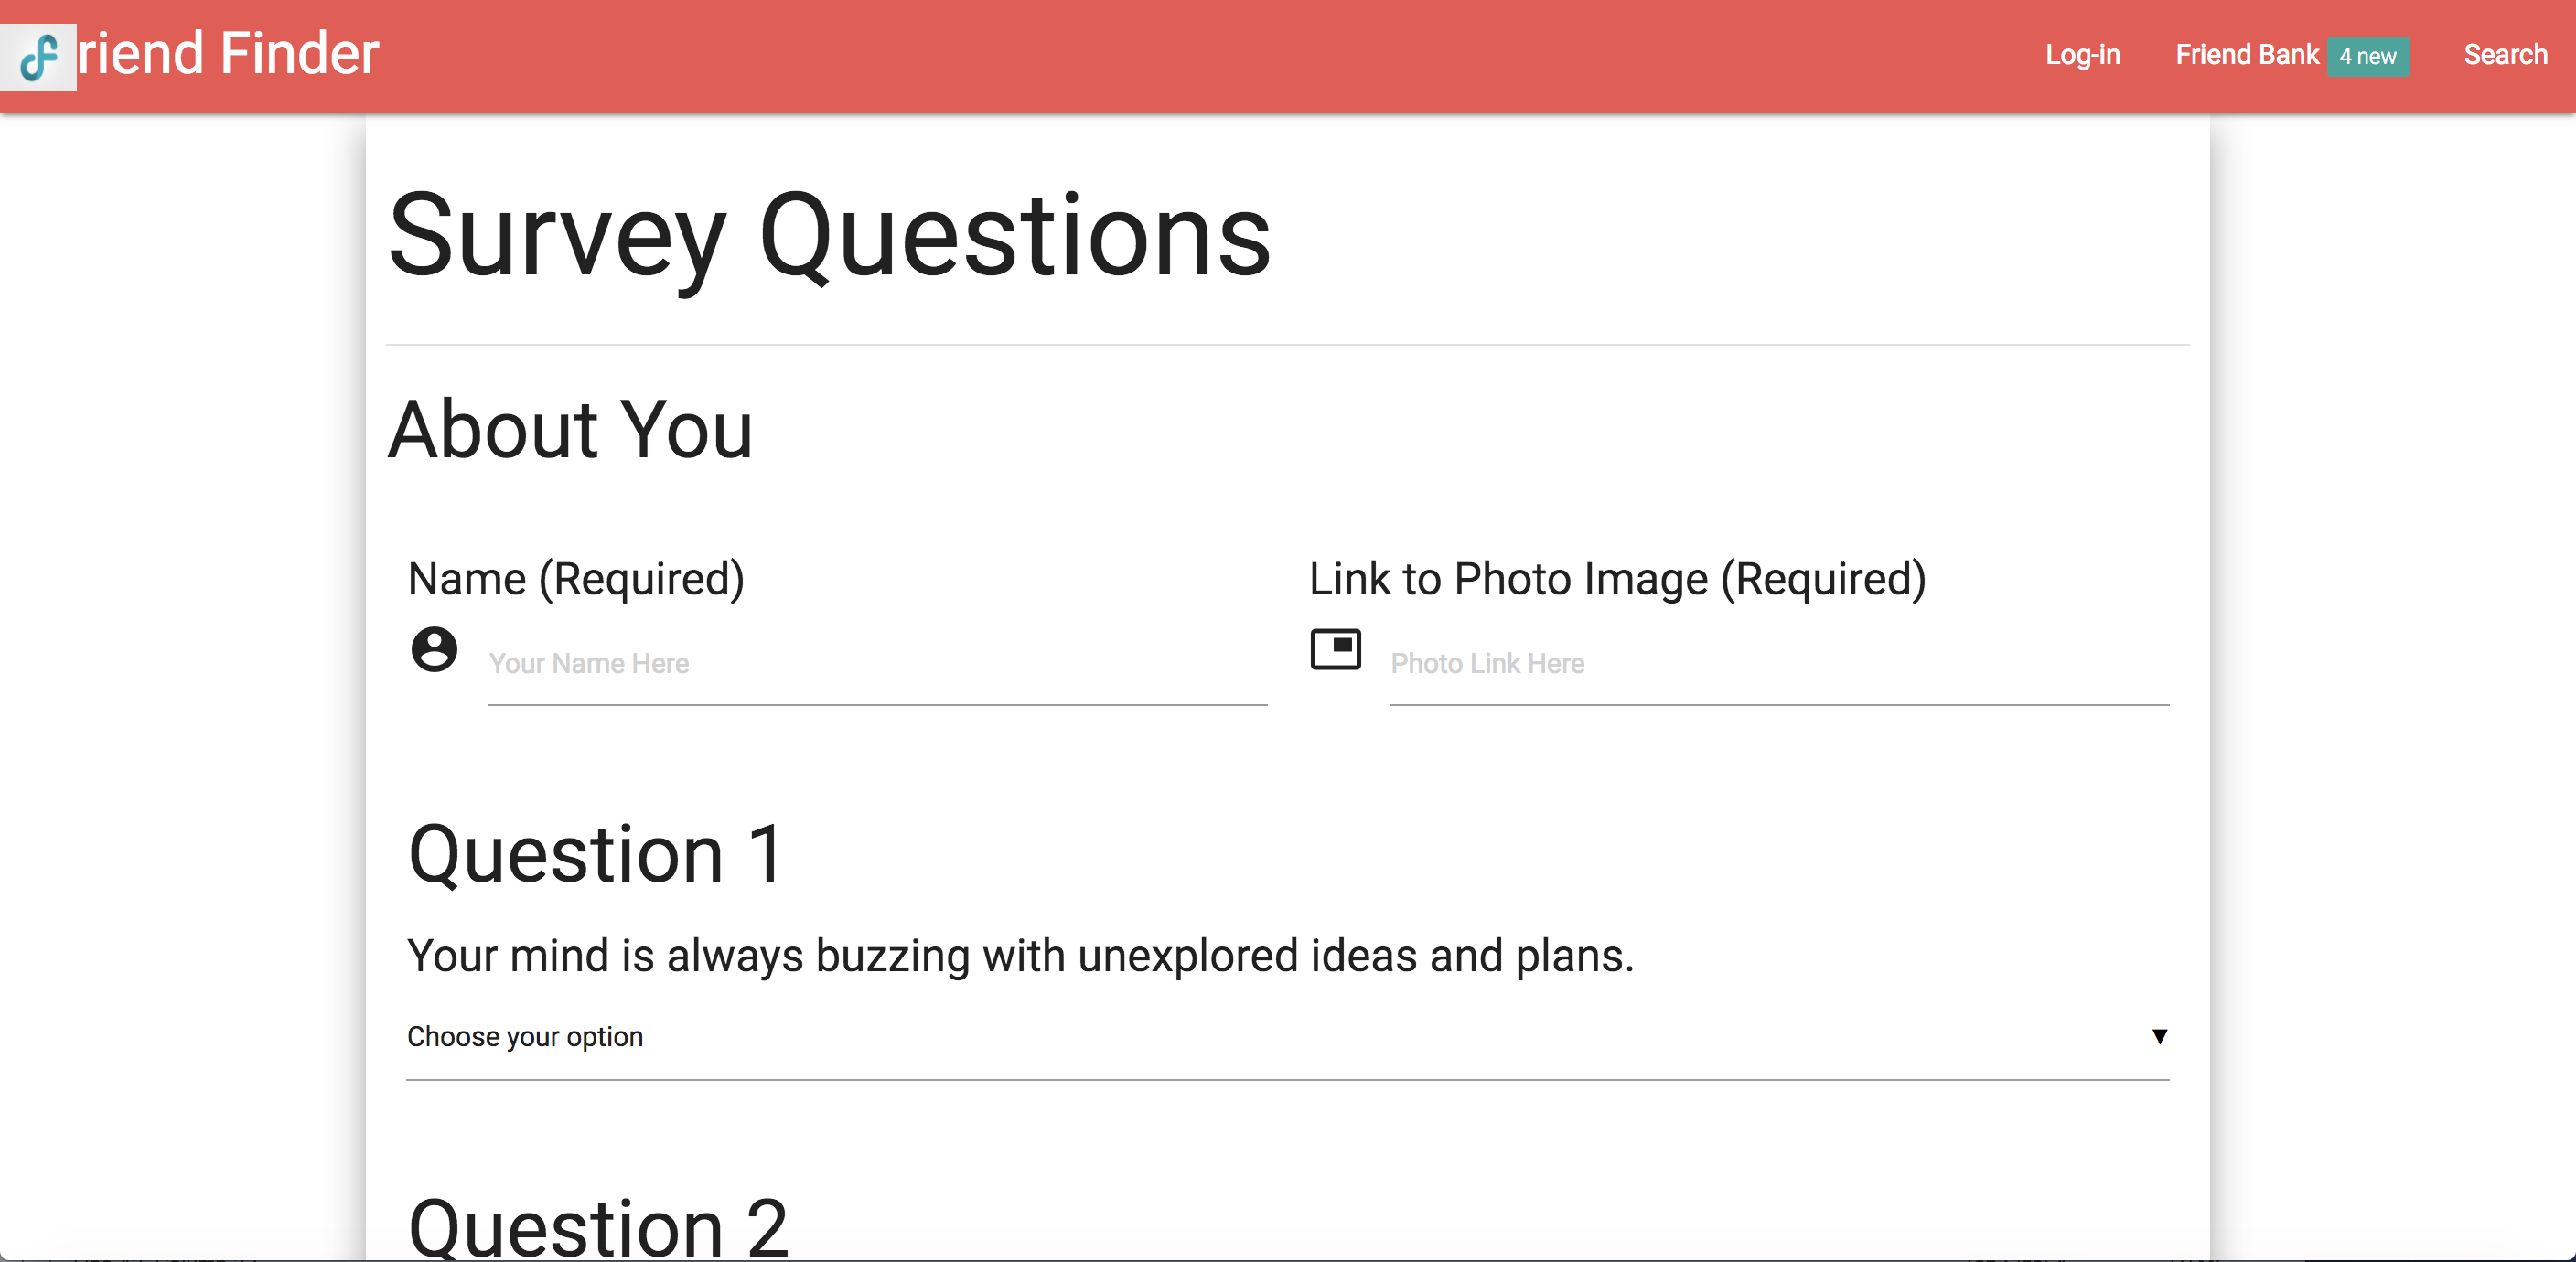 riend Finder
Log-in Friend Bank 4 new Search
Survey Questions
About You
Name (Required) Link to Photo Image (Required)
Your Name Here Photo Link Here
Question 1
Your mind is always buzzing with unexplored ideas and plans.
Choose your option ▼
Question 2